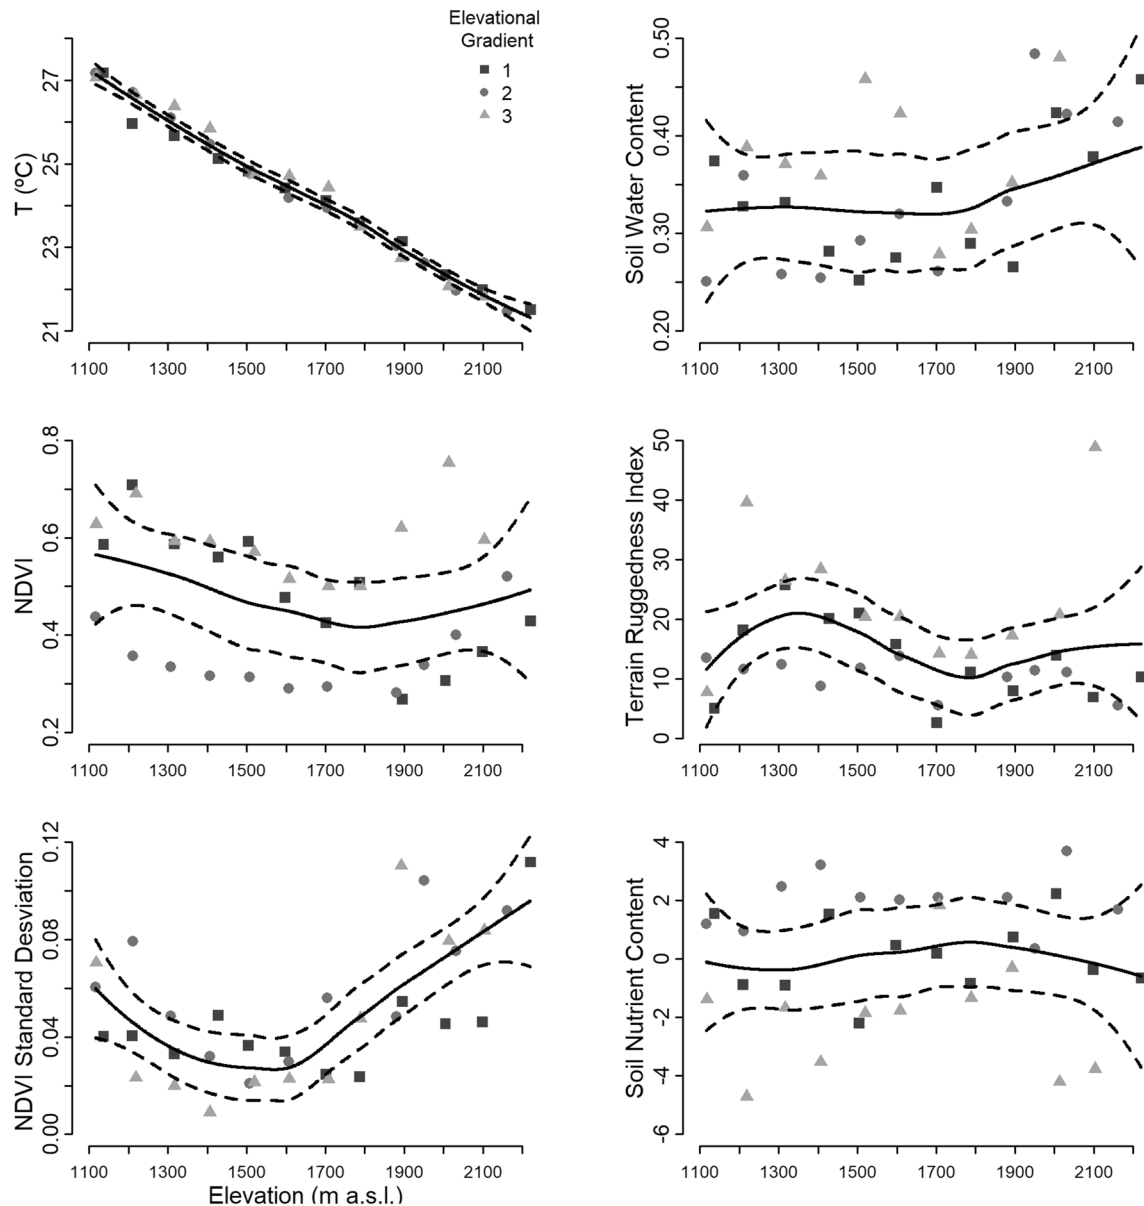 Elevational
Gradient
1
2
3
T (ºC)
27
25
23
21
1100 1300 1500 1700 1900 2100
Soil Water Content
0.50
0.40
0.30
0.20
1100 1300 1500 1700 1900 2100
NDVI
0.8
0.6
0.4
0.2
1100 1300 1500 1700 1900 2100
Terrain Ruggedness Index
50
40
30
20
10
0
1100 1300 1500 1700 1900 2100
NDVI Standard Desviation
0.12
0.08
0.04
0.00
1100 1300 1500 1700 1900 2100
Elevation (m a.s.l.)
Soil Nutrient Content
4
2
0
-2
-4
-6
1100 1300 1500 1700 1900 2100